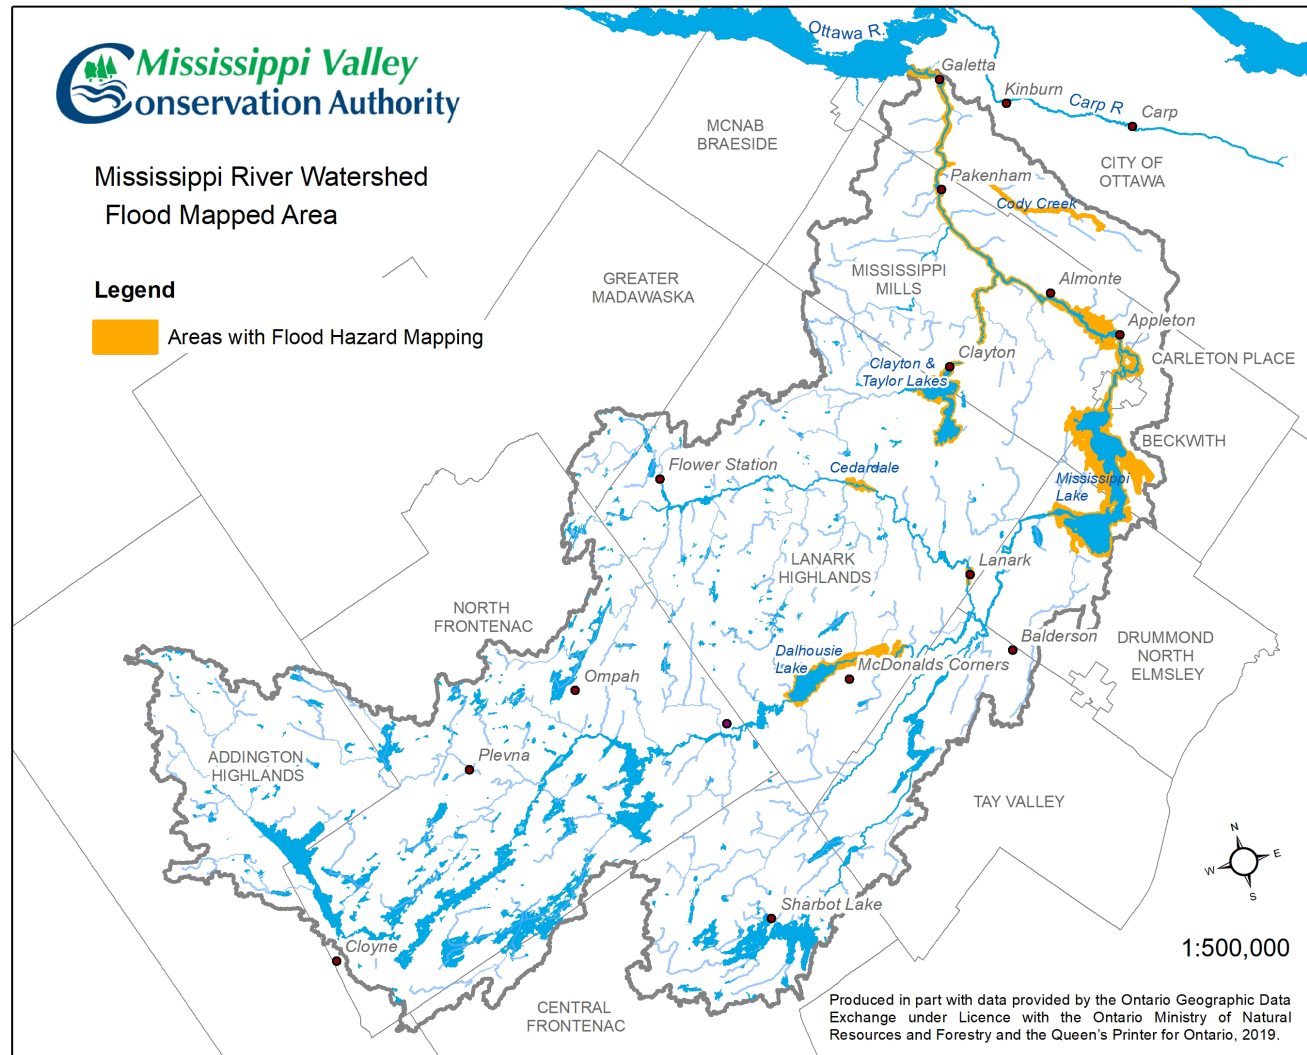 Mississippi Valley
Conservation Authority
Mississippi River Watershed
Flood Mapped Area
Legend
Areas with Flood Hazard Mapping
Ottawa R.
Galetta
Kinburn
Carp R
Carp
MCNAB
BRAESIDE
CITY OF
OTTAWA
Pakenham
Cody Creek
GREATER
MADAWASKA
MISSISSIPPI
MILLS
Almonte
Appleton
Clayton
CARLETON PLACE
Clayton &
Taylor Lakes
BECKWITH
Flower Station
Cedardale
Mississippi
Lake
LANARK
HIGHLANDS
Lanark
NORTH
FRONTENAC
Balderson
DRUMMOND
NORTH
ELMSLEY
Dalhousie
Lake
McDonalds Corners
Ompah
Plevna
ADDINGTON
HIGHLANDS
TAY VALLEY
N
E
W
S
Sharbot Lake
Cloyne
1:500,000
CENTRAL
FRONTENAC
Produced in part with data provided by the Ontario Geographic Data
Exchange under Licence with the Ontario Ministry of Natural
Resources and Forestry and the Queen's Printer for Ontario, 2019.